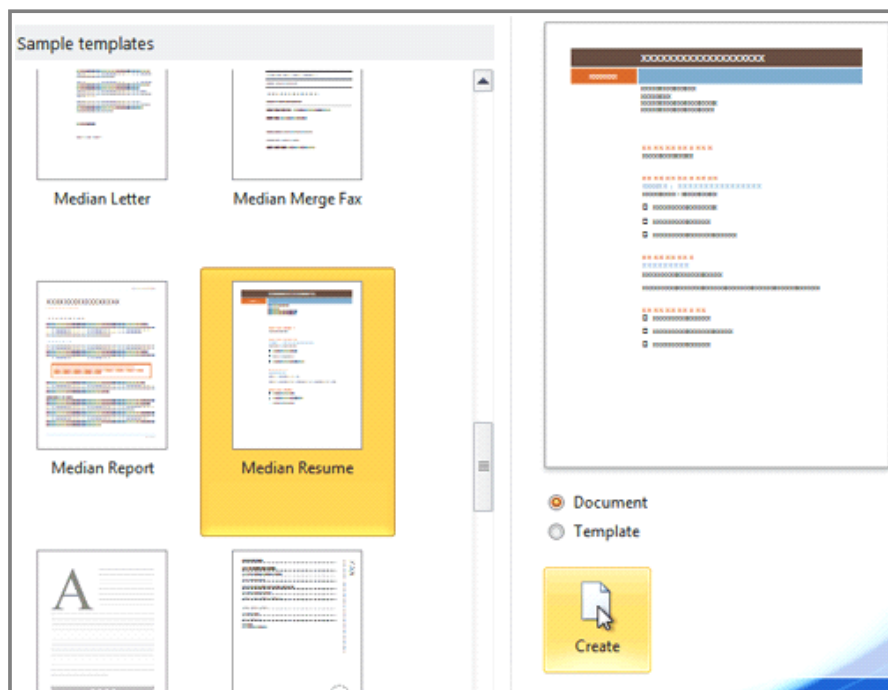 Sample templates
Median Letter
Median Merge Fax
Median Report
Median Resume
Document
Template
Create